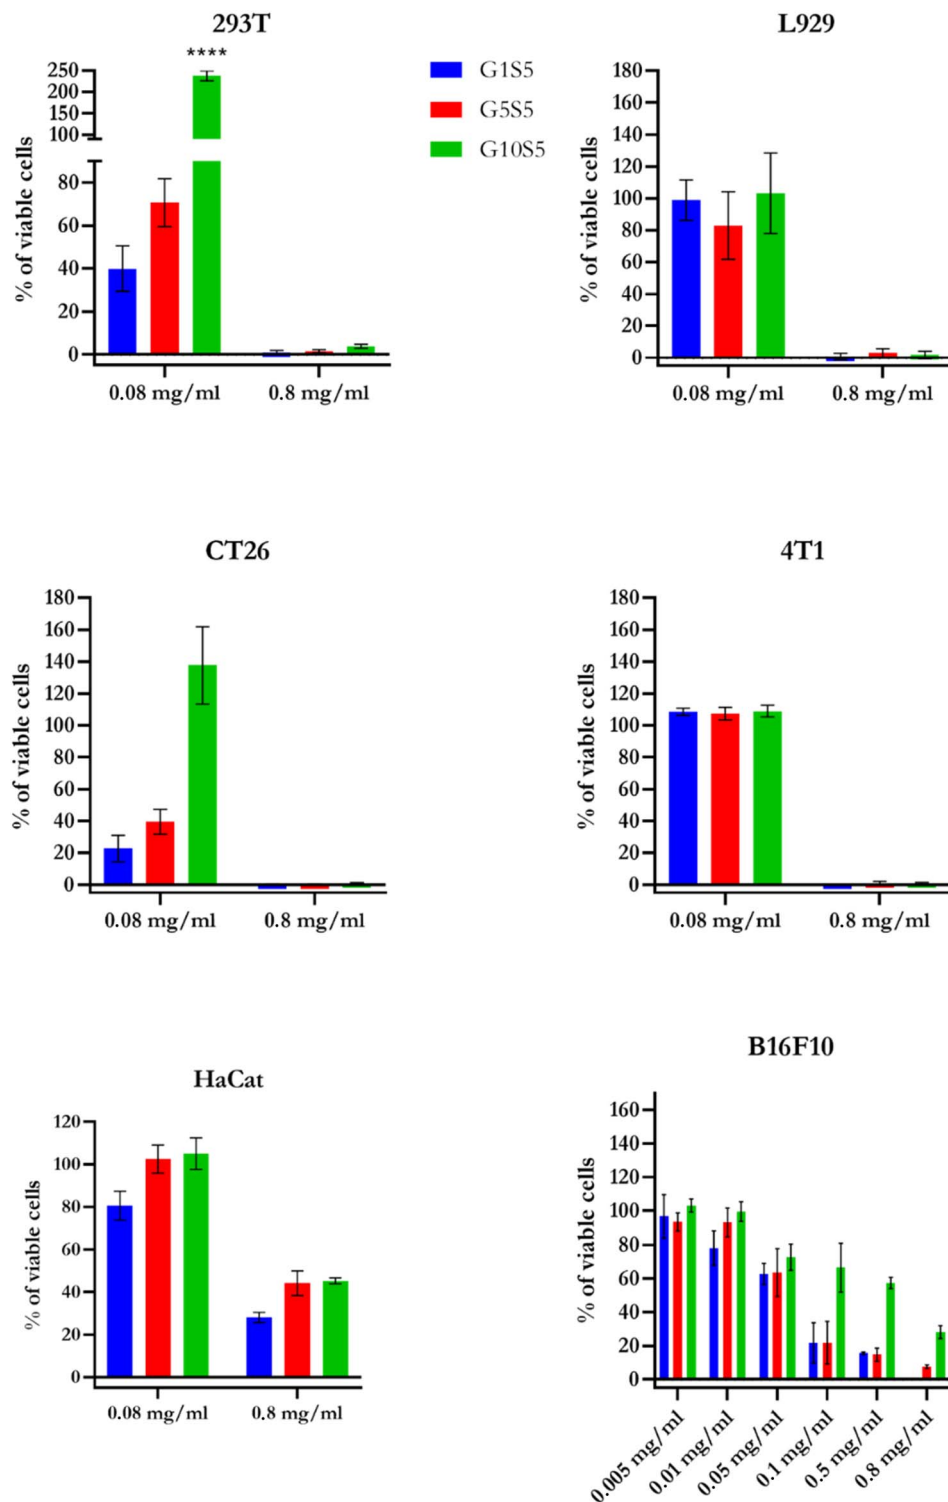 293T
****
250
200
150
100
80
60
40
20
0
% of viable cells
0.08 mg/ml
0.8 mg/ml
G1S5
G5S5
G10S5
L929
180
160
140
120
100
80
60
40
20
0
% of viable cells
0.08 mg/ml
0.8 mg/ml
CT26
180
160
140
120
100
80
60
40
20
0
% of viable cells
0.08 mg/ml
0.8 mg/ml
4T1
180
160
140
120
100
80
60
40
20
0
% of viable cells
0.08 mg/ml
0.8 mg/ml
HaCat
120
100
80
60
40
20
0
% of viable cells
0.08 mg/ml
0.8 mg/ml
B16F10
160
140
120
100
80
60
40
20
0
% of viable cells
0.005 mg/ml
0.01 mg/ml
0.05 mg/ml
0.1 mg/ml
0.5 mg/ml
0.8 mg/ml